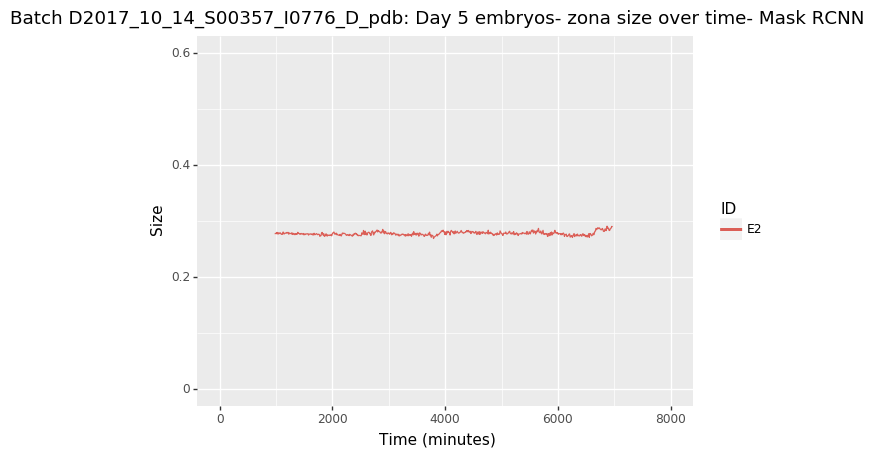 Batch D2017_10_14_S00357_I0776_D_pdb: Day 5 embryos- zona size over time- Mask RCNN
0.6
0.4
0.2
0
Size
0
2000
4000
6000
8000
Time (minutes)
ID
E2